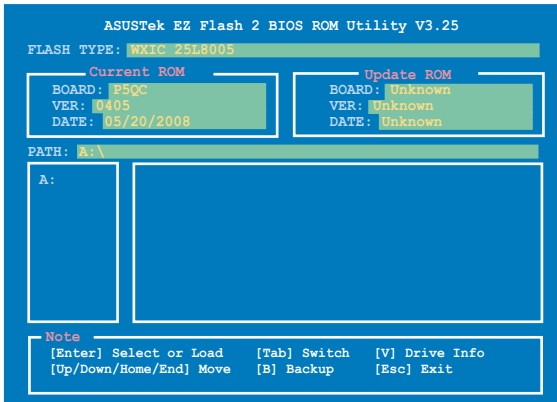 ASUSTek EZ Flash 2 BIOS ROM Utility V3.25
FLASH TYPE: WXIC 25L8005
Current ROM
BOARD: P5QC
VER: 0405
DATE: 05/20/2008
Update ROM
BOARD: Unknown
VER: Unknown
DATE: Unknown
PATH: A:\
A:
Note
[Enter] Select or Load [Tab] Switch [V] Drive Info
[Up/Down/Home/End] Move [B] Backup [Esc] Exit